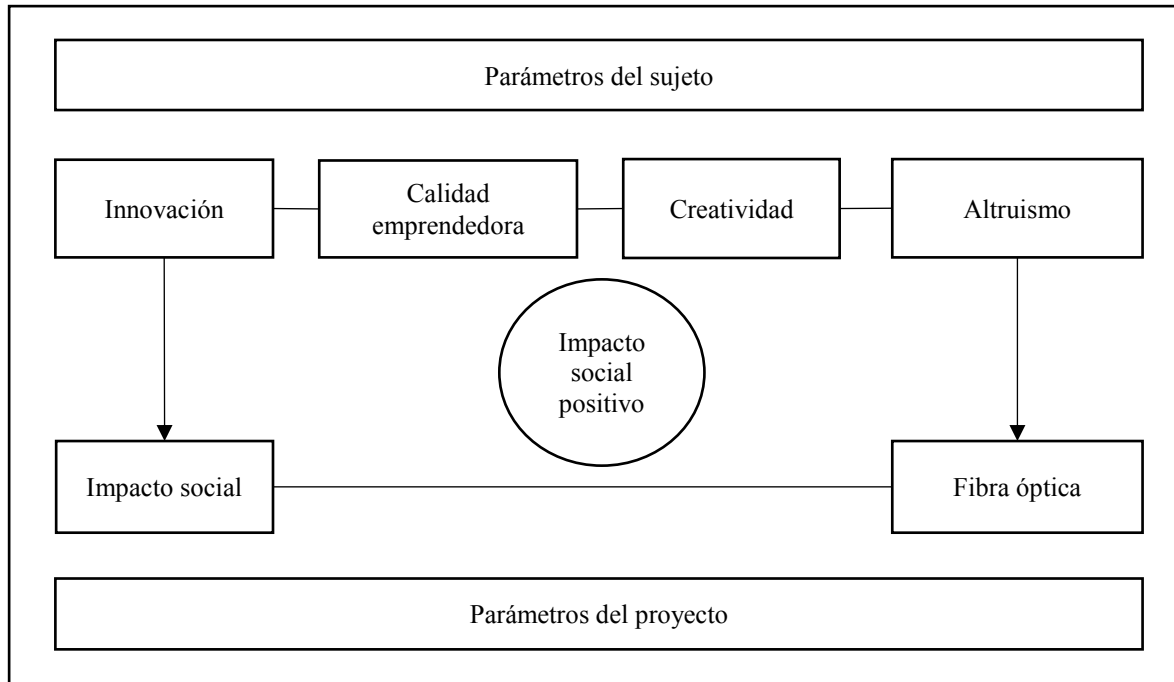 Parámetros del sujeto
Innovación
Calidad
emprendedora
Creatividad
Altruismo
Impacto
social
positivo
Impacto social
Fibra óptica
Parámetros del proyecto